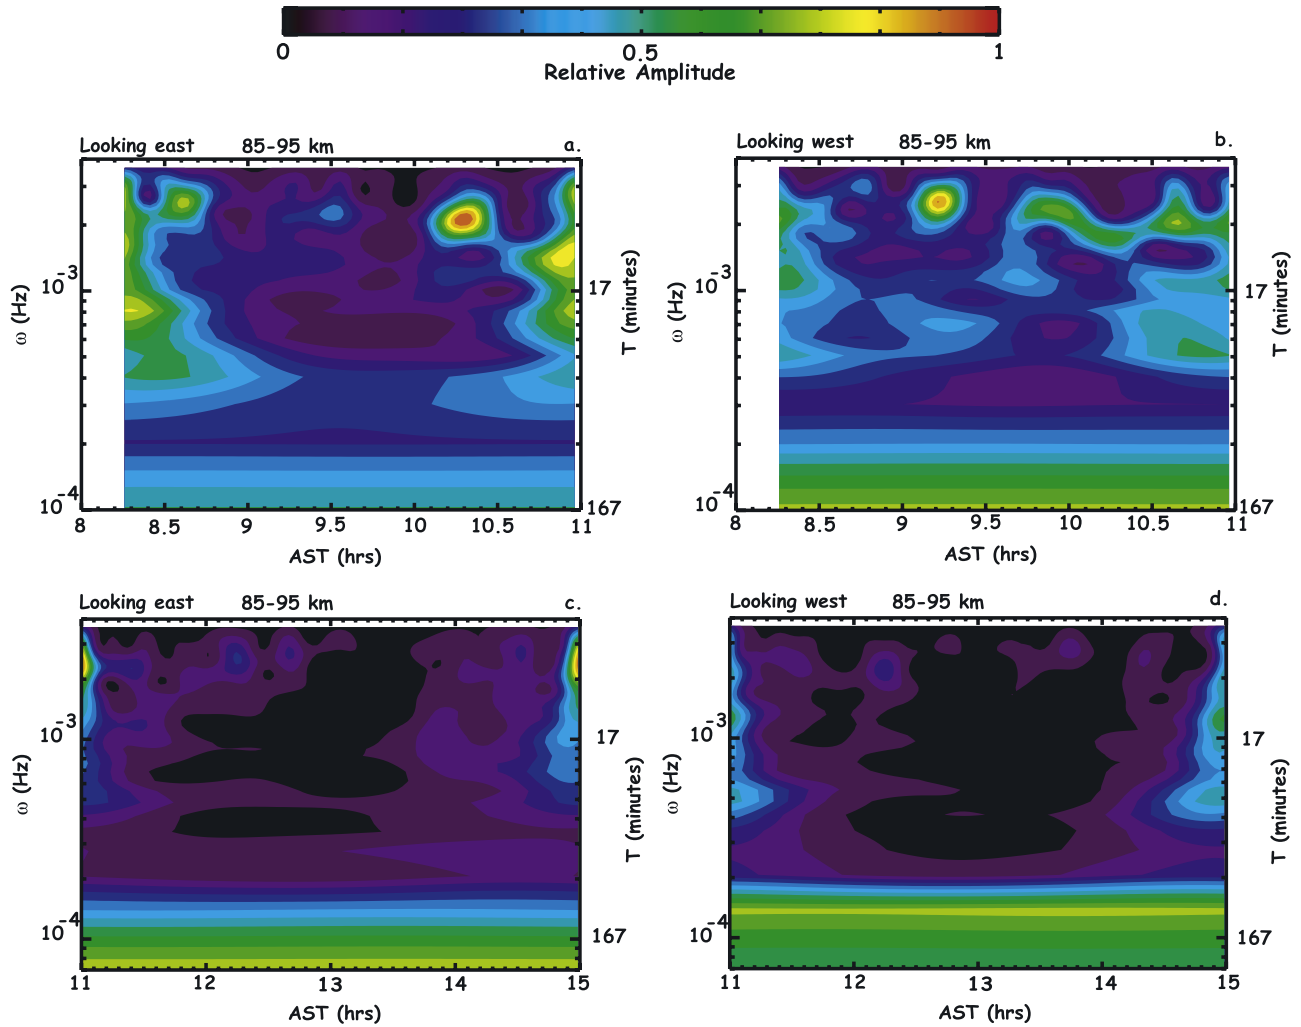 0 0.5 1
Relative Amplitude
Looking east 85-95 km a.
10-3
10-4
ω (Hz)
17
167
T (minutes)
8 8.5 9 9.5 10 10.5 11
AST (hrs)
Looking west 85-95 km b.
10-3
10-4
ω (Hz)
17
167
T (minutes)
8 8.5 9 9.5 10 10.5 11
AST (hrs)
Looking east 85-95 km c.
10-3
10-4
ω (Hz)
17
167
T (minutes)
11 12 13 14 15
AST (hrs)
Looking west 85-95 km d.
10-3
10-4
ω (Hz)
17
167
T (minutes)
11 12 13 14 15
AST (hrs)